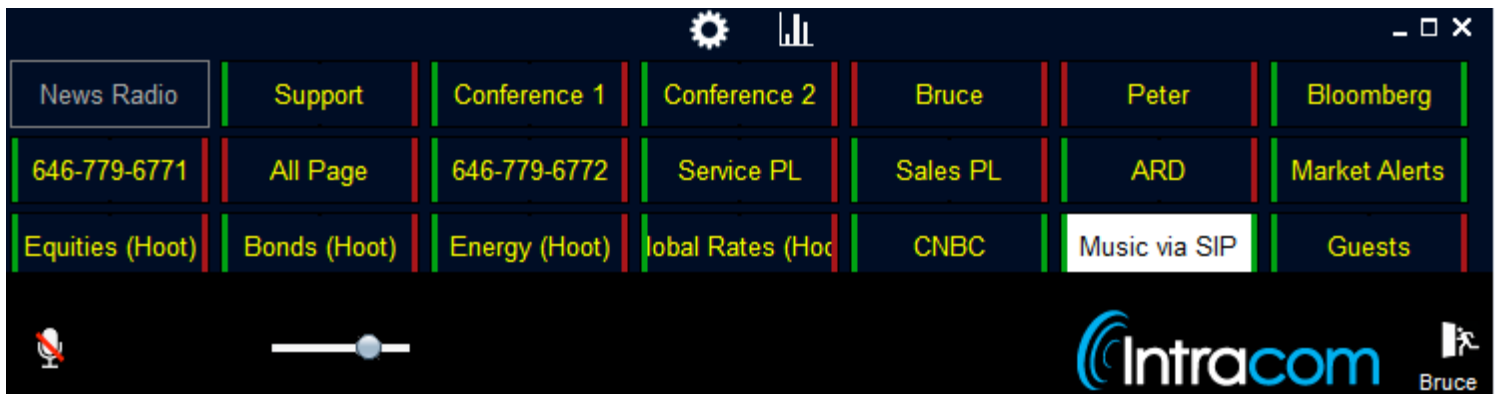 News Radio
Support
Conference 1
Conference 2
Bruce
Peter
Bloomberg
646-779-6771
All Page
646-779-6772
Service PL
Sales PL
ARD
Market Alerts
Equities (Hoot)
Bonds (Hoot)
Energy (Hoot)
lobal Rates (Hoo
CNBC
Music via SIP
Guests
Intracom
Bruce